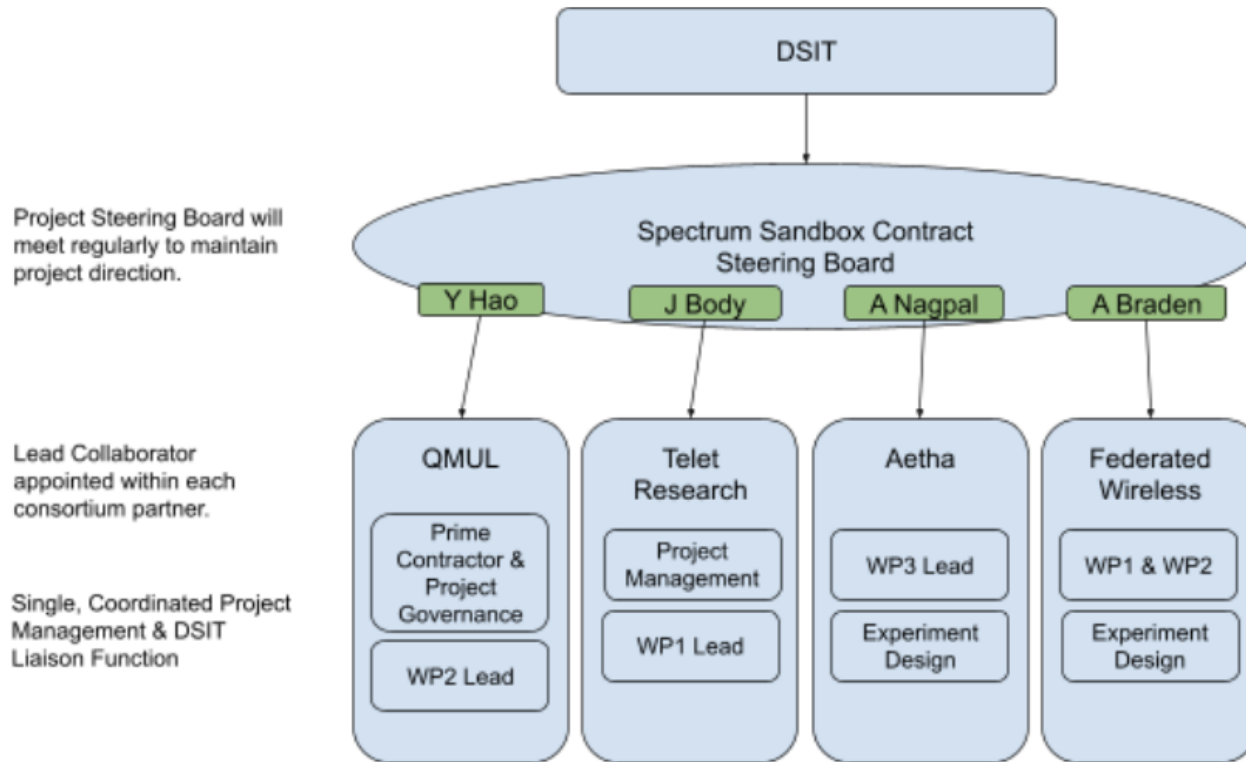 DSIT
Project Steering Board will
meet regularly to maintain
project direction.
Spectrum Sandbox Contract
Steering Board
Y Hao
J Body
A Nagpal
A Braden
Lead Collaborator
appointed within each
consortium partner.
Single, Coordinated Project
Management & DSIT
Liaison Function
QMUL
Prime
Contractor &
Project
Governance
WP2 Lead
Telet
Research
Project
Management
WP1 Lead
Aetha
WP3 Lead
Experiment
Design
Federated
Wireless
WP1 & WP2
Experiment
Design